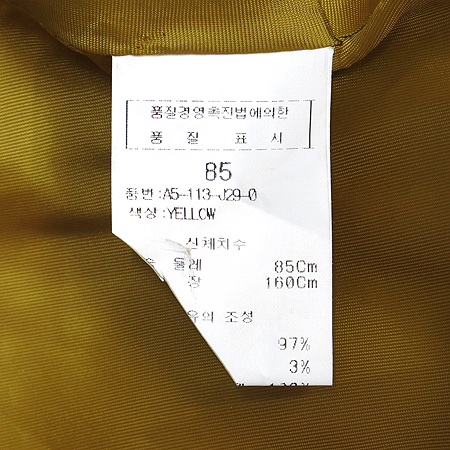 품질경영촉진법에의한
품 질 표 시
85
품번:A5-113-J29-0
색상:YELLOW
신체치수
둘레 85Cm
장 160Cm
의 조성
97%
3%